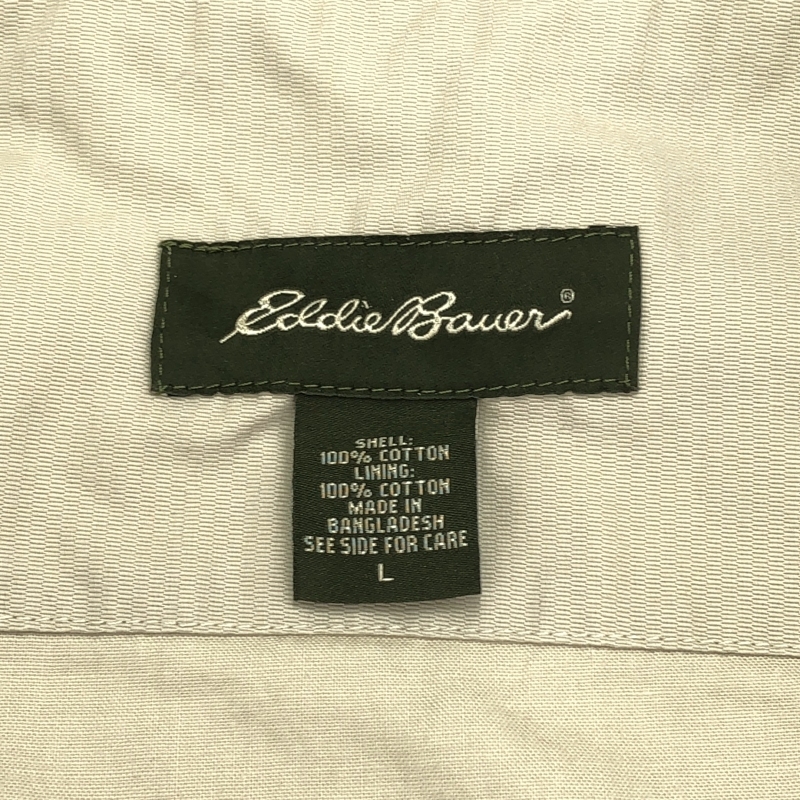 Eddie Bauer®
SHELL:
100% COTTON
LINING:
100% COTTON
MADE IN
BANGLADESH
SEE SIDE FOR CARE
L